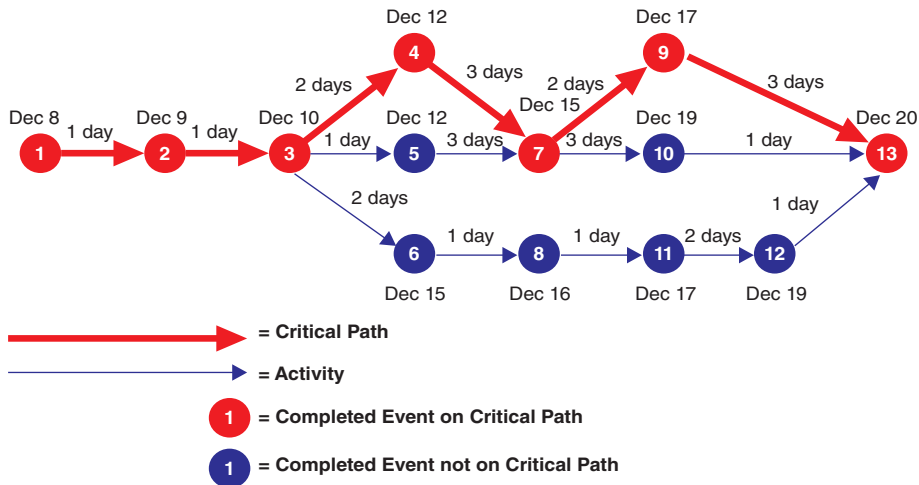 Dec 12
Dec 17
4
9
2 days
3 days
2 days
3 days
Dec 15
Dec 8
Dec 9
Dec 10
Dec 12
Dec 19
Dec 20
1 day
1 day
1 day
3 days
3 days
1 day
1
2
3
5
7
10
13
2 days
1 day
1 day
1 day
2 days
6
8
11
12
Dec 15
Dec 16
Dec 17
Dec 19
= Critical Path
= Activity
1 = Completed Event on Critical Path
1 = Completed Event not on Critical Path